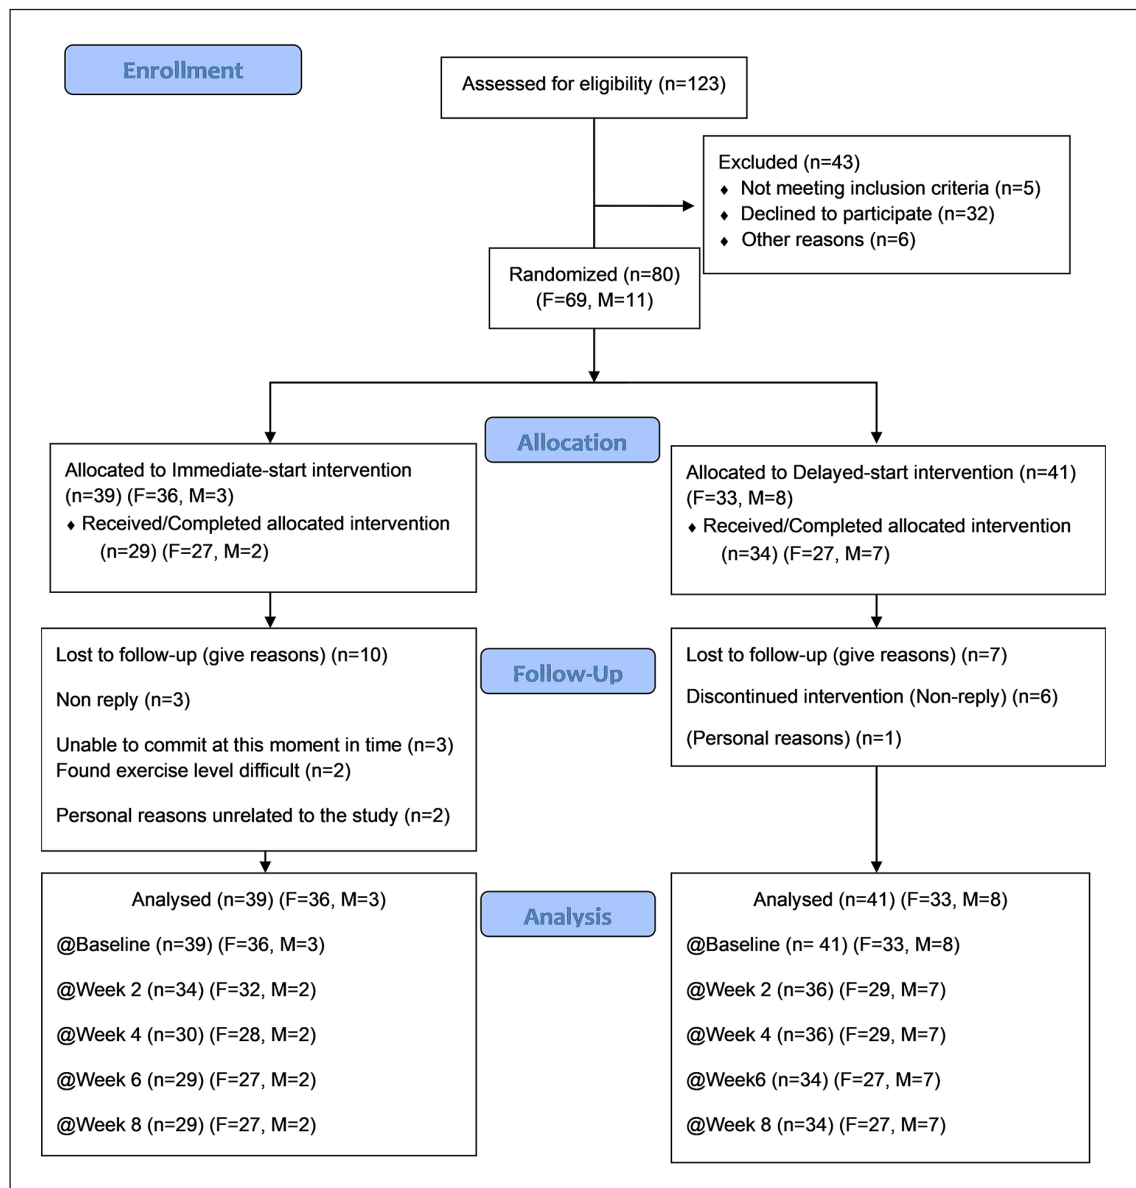 Enrollment
Assessed for eligibility (n=123)
Excluded (n=43)
♦ Not meeting inclusion criteria (n=5)
♦ Declined to participate (n=32)
♦ Other reasons (n=6)
Randomized (n=80)
(F=69, M=11)
Allocation
Allocated to Immediate-start intervention
(n=39) (F=36, M=3)
♦ Received/Completed allocated intervention
(n=29) (F=27, M=2)
Allocated to Delayed-start intervention (n=41)
(F=33, M=8)
♦ Received/Completed allocated intervention
(n=34) (F=27, M=7)
Follow-Up
Lost to follow-up (give reasons) (n=10)
Non reply (n=3)
Unable to commit at this moment in time (n=3)
Found exercise level difficult (n=2)
Personal reasons unrelated to the study (n=2)
Lost to follow-up (give reasons) (n=7)
Discontinued intervention (Non-reply) (n=6)
(Personal reasons) (n=1)
Analysis
Analysed (n=39) (F=36, M=3)
@Baseline (n=39) (F=36, M=3)
@Week 2 (n=34) (F=32, M=2)
@Week 4 (n=30) (F=28, M=2)
@Week 6 (n=29) (F=27, M=2)
@Week 8 (n=29) (F=27, M=2)
Analysed (n=41) (F=33, M=8)
@Baseline (n= 41) (F=33, M=8)
@Week 2 (n=36) (F=29, M=7)
@Week 4 (n=36) (F=29, M=7)
@Week6 (n=34) (F=27, M=7)
@Week 8 (n=34) (F=27, M=7)